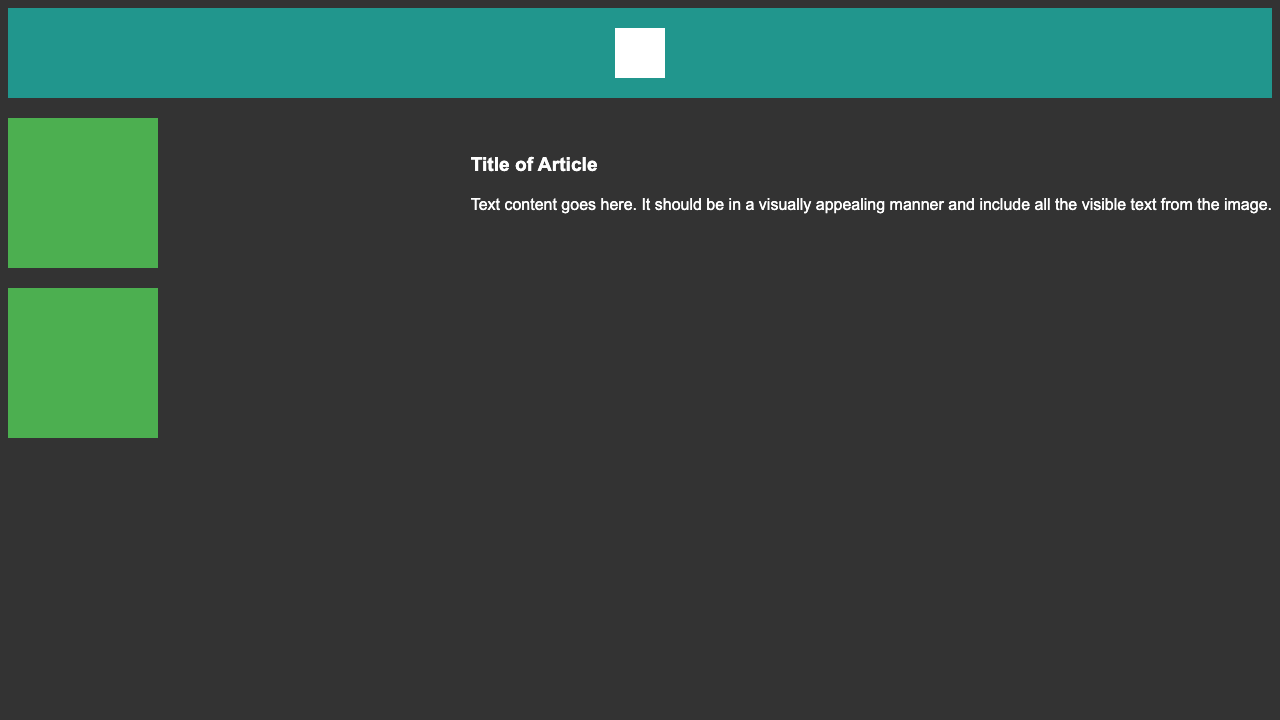 Title of Article
Text content goes here. It should be in a visually appealing manner and include all the visible text from the image.